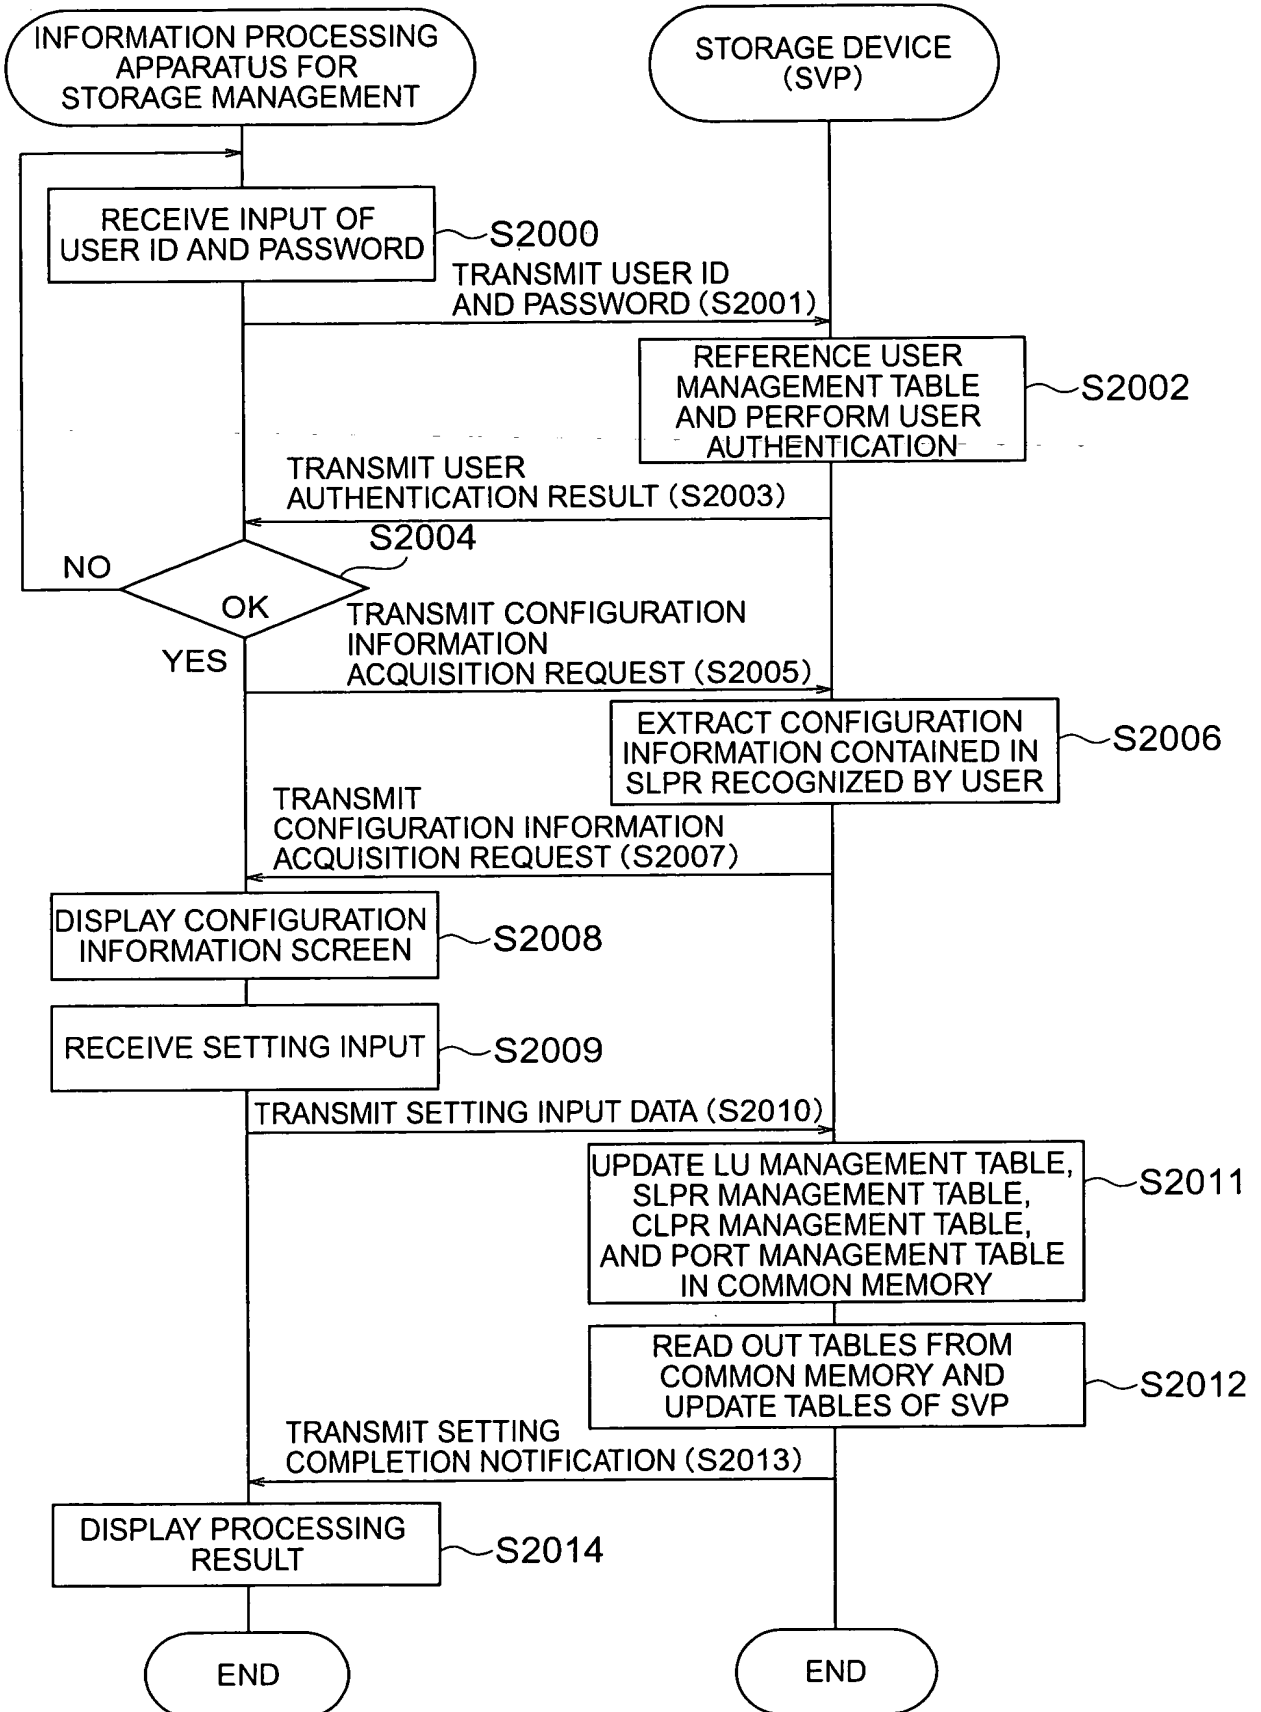 INFORMATION PROCESSING
APPARATUS FOR
STORAGE MANAGEMENT
STORAGE DEVICE
(SVP)
RECEIVE INPUT OF
USER ID AND PASSWORD
S2000
TRANSMIT USER ID
AND PASSWORD (S2001)
REFERENCE USER
MANAGEMENT TABLE
AND PERFORM USER
AUTHENTICATION
S2002
TRANSMIT USER
AUTHENTICATION RESULT (S2003)
S2004
NO
OK
YES
TRANSMIT CONFIGURATION
INFORMATION
ACQUISITION REQUEST (S2005)
EXTRACT CONFIGURATION
INFORMATION CONTAINED IN
SLPR RECOGNIZED BY USER
S2006
TRANSMIT
CONFIGURATION INFORMATION
ACQUISITION REQUEST (S2007)
DISPLAY CONFIGURATION
INFORMATION SCREEN
S2008
RECEIVE SETTING INPUT
S2009
TRANSMIT SETTING INPUT DATA (S2010)
UPDATE LU MANAGEMENT TABLE,
SLPR MANAGEMENT TABLE,
CLPR MANAGEMENT TABLE,
AND PORT MANAGEMENT TABLE
IN COMMON MEMORY
S2011
READ OUT TABLES FROM
COMMON MEMORY AND
UPDATE TABLES OF SVP
S2012
TRANSMIT SETTING
COMPLETION NOTIFICATION (S2013)
DISPLAY PROCESSING
RESULT
S2014
END
END